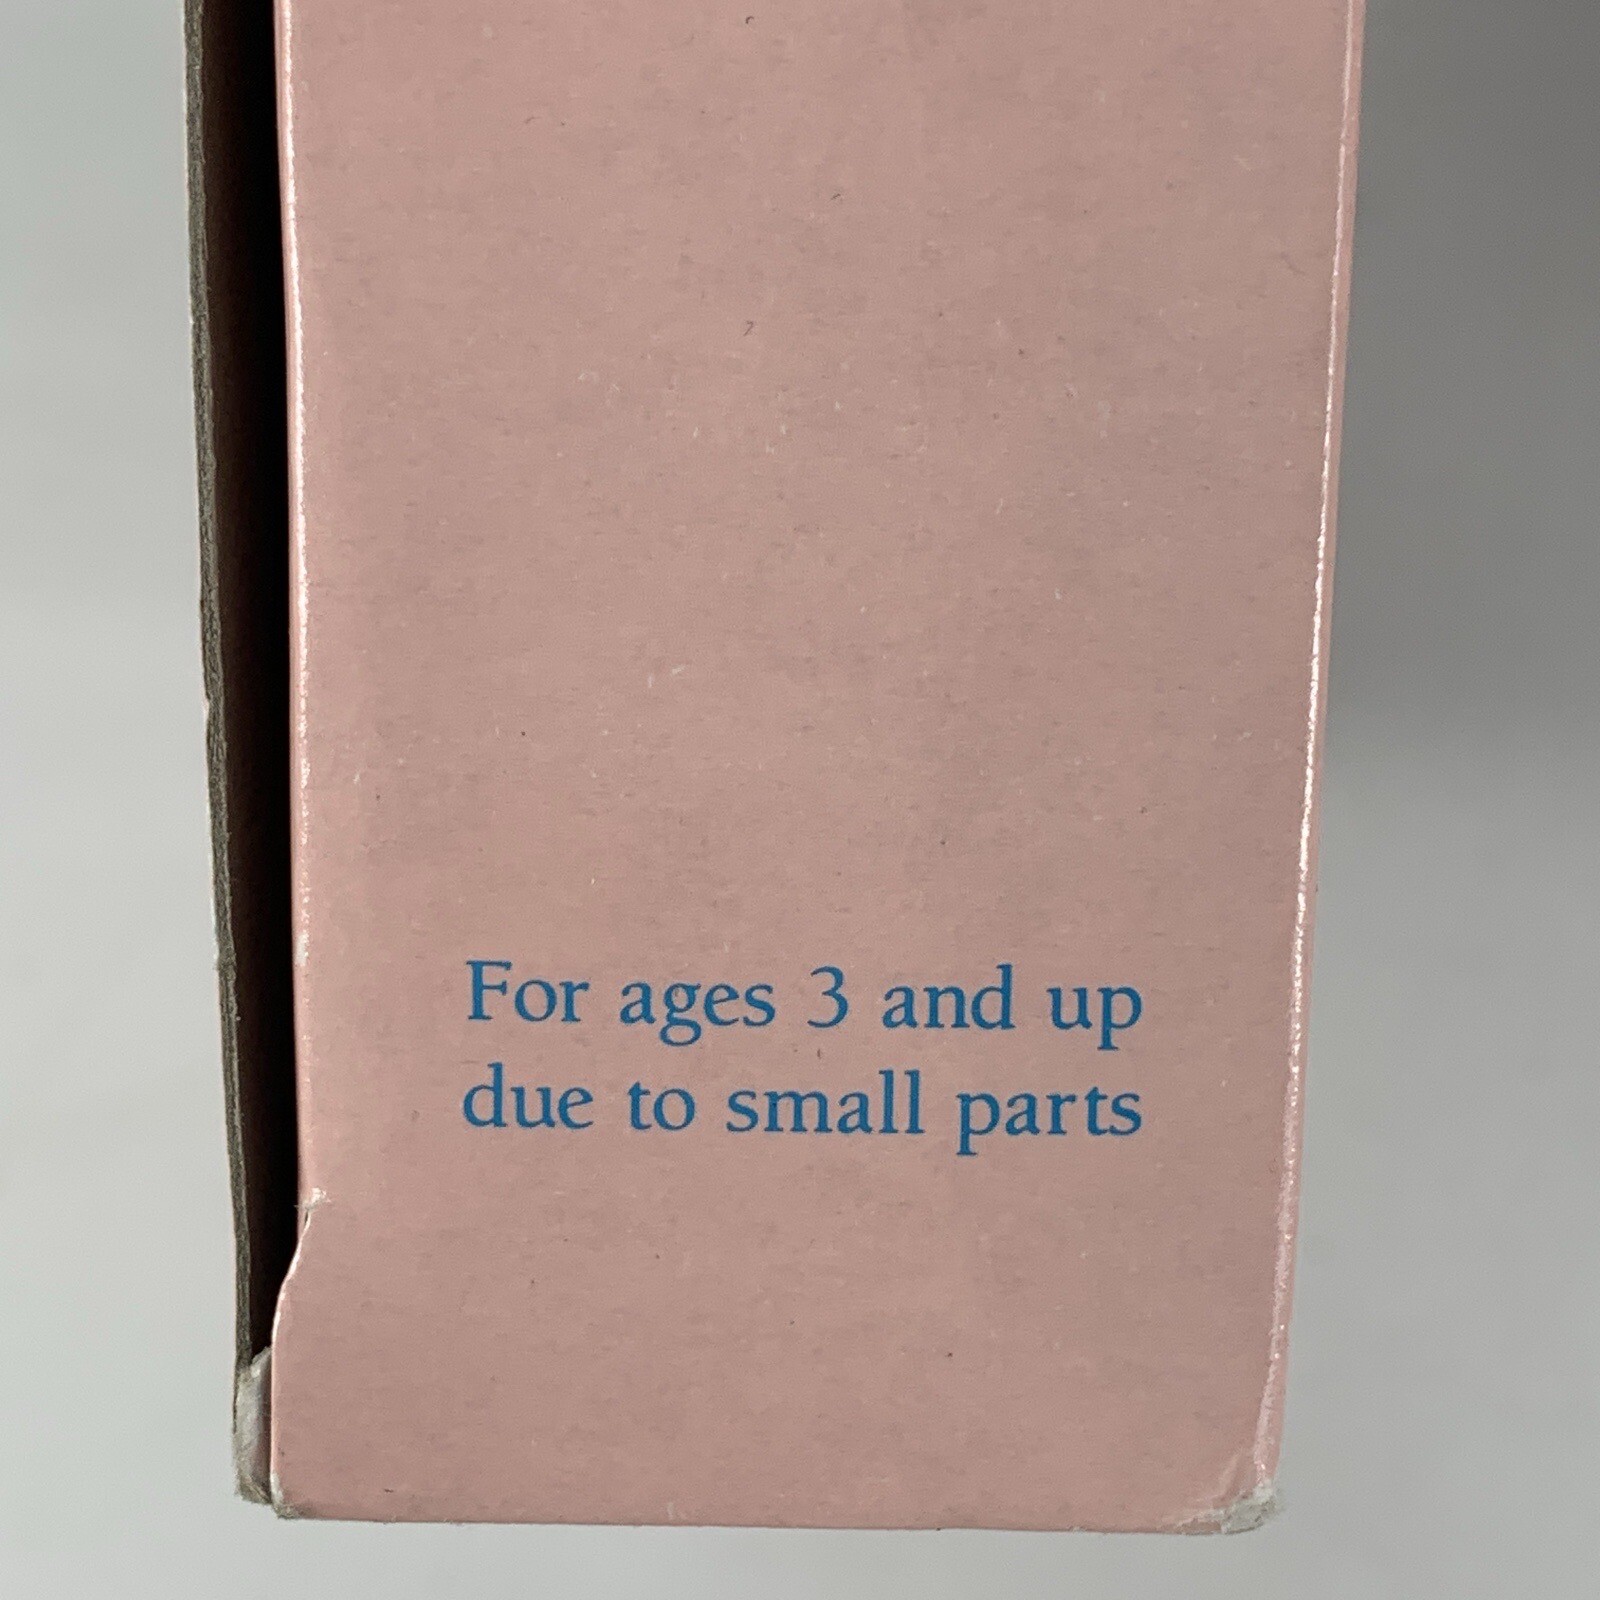 For ages 3 and up
due to small parts